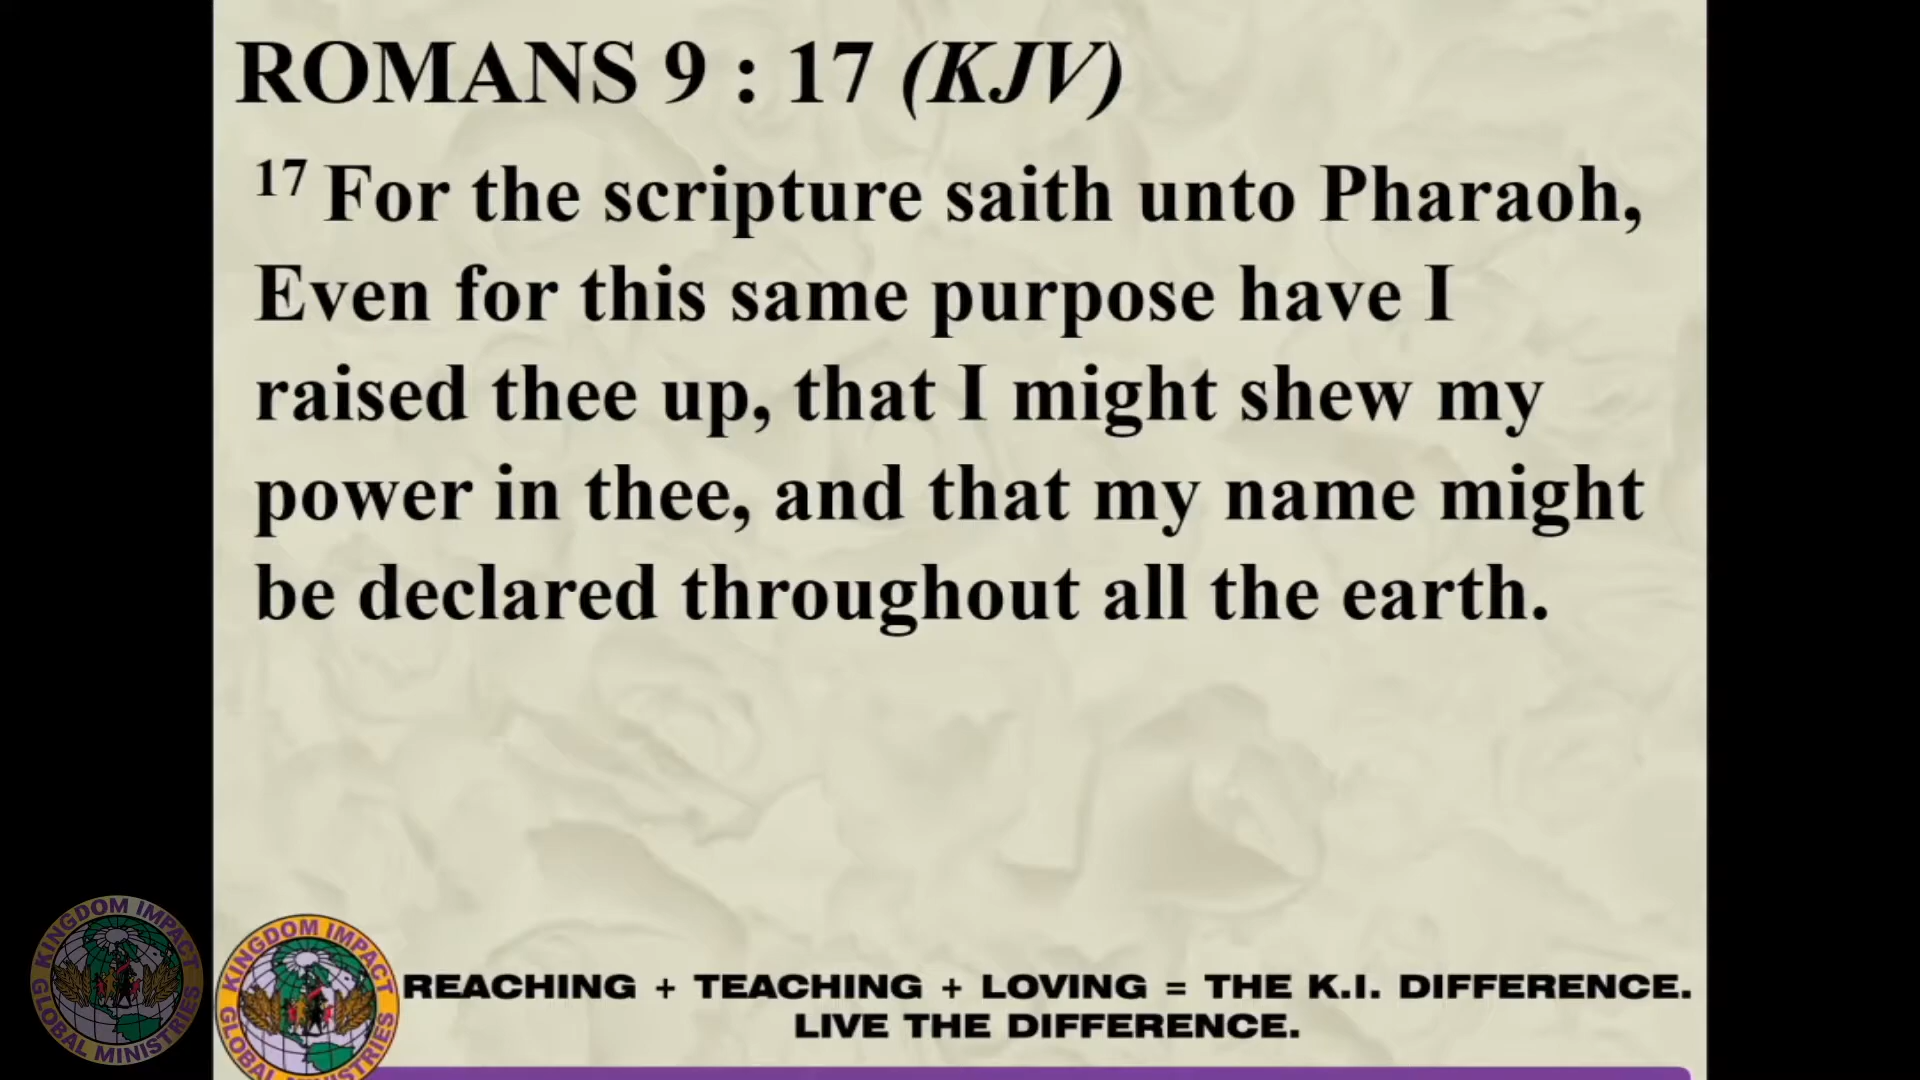 ROMANS 9 : 17 (KJV)
17 For the scripture saith unto Pharaoh,
Even for this same purpose have I
raised thee up, that I might shew my
power in thee, and that my name might
be declared throughout all the earth.
KINGDOM IMPACT
GLOBAL MINISTRIES
KINGDOM IMPACT
GLOBAL MINISTRIES
REACHING + TEACHING + LOVING = THE K.I. DIFFERENCE.
LIVE THE DIFFERENCE.